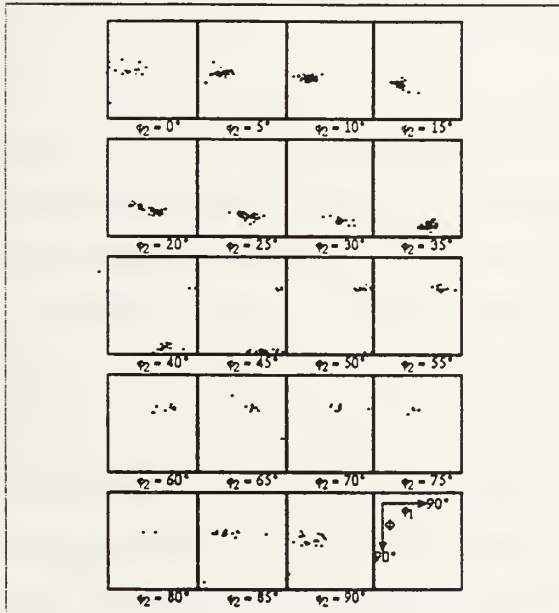 φ2 = 0° φ2 = 5° φ2 = 10° φ2 = 15°
φ2 = 20° φ2 = 25° φ2 = 30° φ2 = 35°
φ2 = 40° φ2 = 45° φ2 = 50° φ2 = 55°
φ2 = 60° φ2 = 65° φ2 = 70° φ2 = 75°
90°
φ1
Φ
90°
φ2 = 80° φ2 = 85° φ2 = 90°